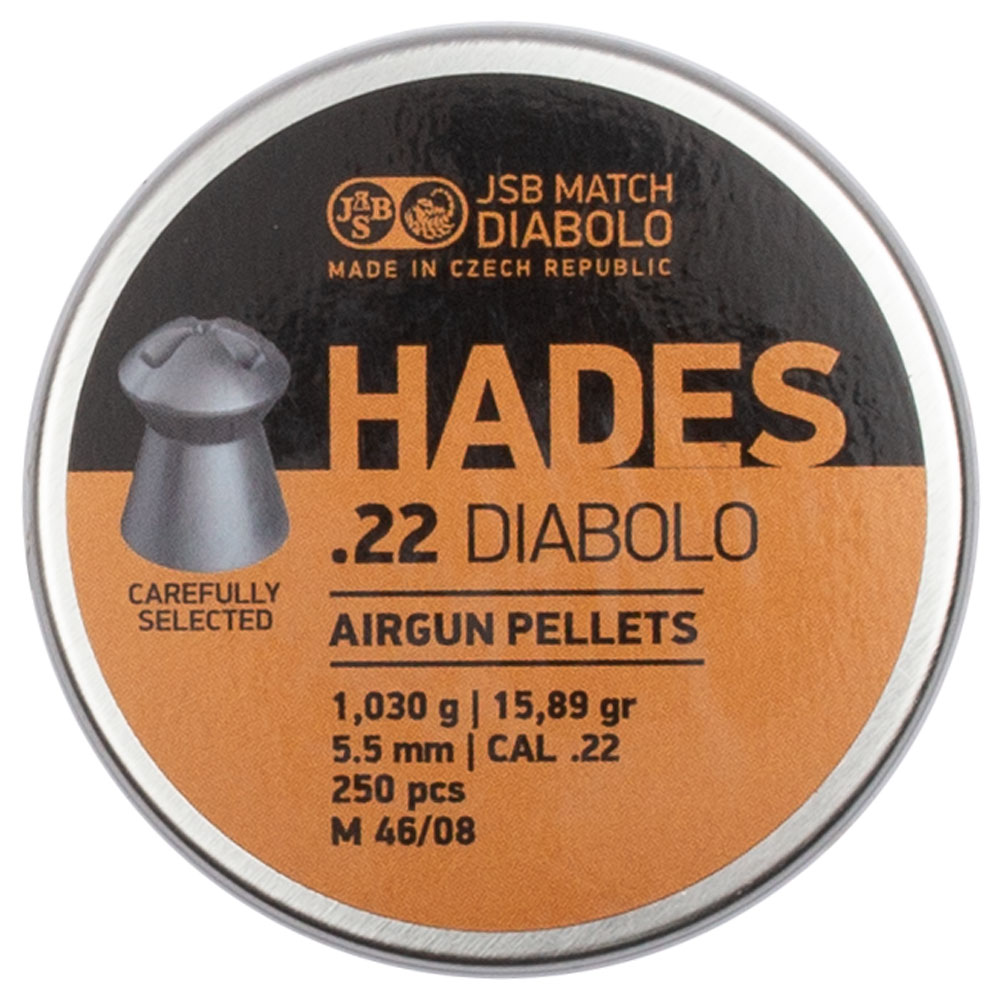 JSB
JSB MATCH
DIABOLO
MADE IN CZECH REPUBLIC
HADES
.22 DIABOLO
CAREFULLY
SELECTED
AIRGUN PELLETS
1,030 g | 15,89 gr
5.5 mm | CAL .22
250 pcs
M 46/08